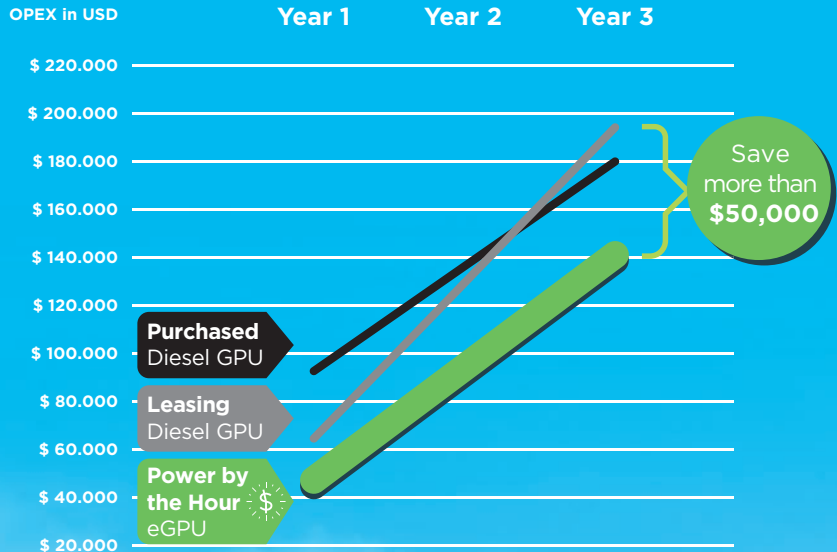 OPEX in USD
Year 1
Year 2
Year 3
$ 220.000
$ 200.000
$ 180.000
$ 160.000
$ 140.000
$ 120.000
$ 100.000
$ 80.000
$ 60.000
$ 40.000
$ 20.000
Purchased
Diesel GPU
Leasing
Diesel GPU
Power by
the Hour $
eGPU
Save
more than
$50,000